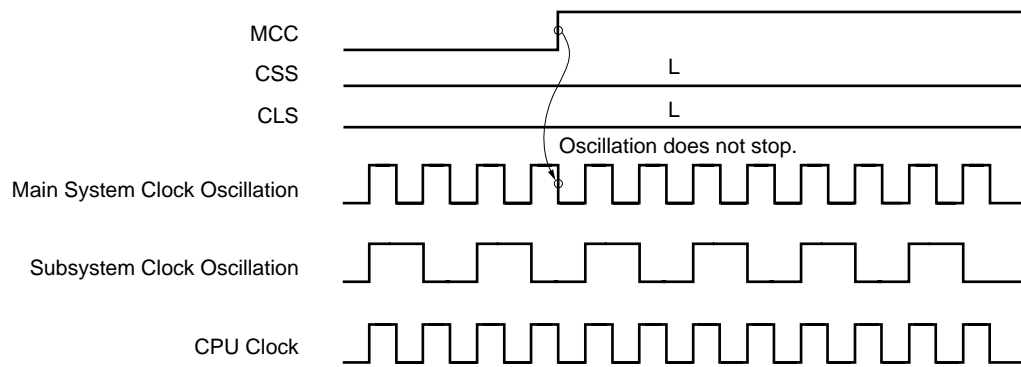 MCC
CSS
L
CLS
L
Oscillation does not stop.
Main System Clock Oscillation
Subsystem Clock Oscillation
CPU Clock